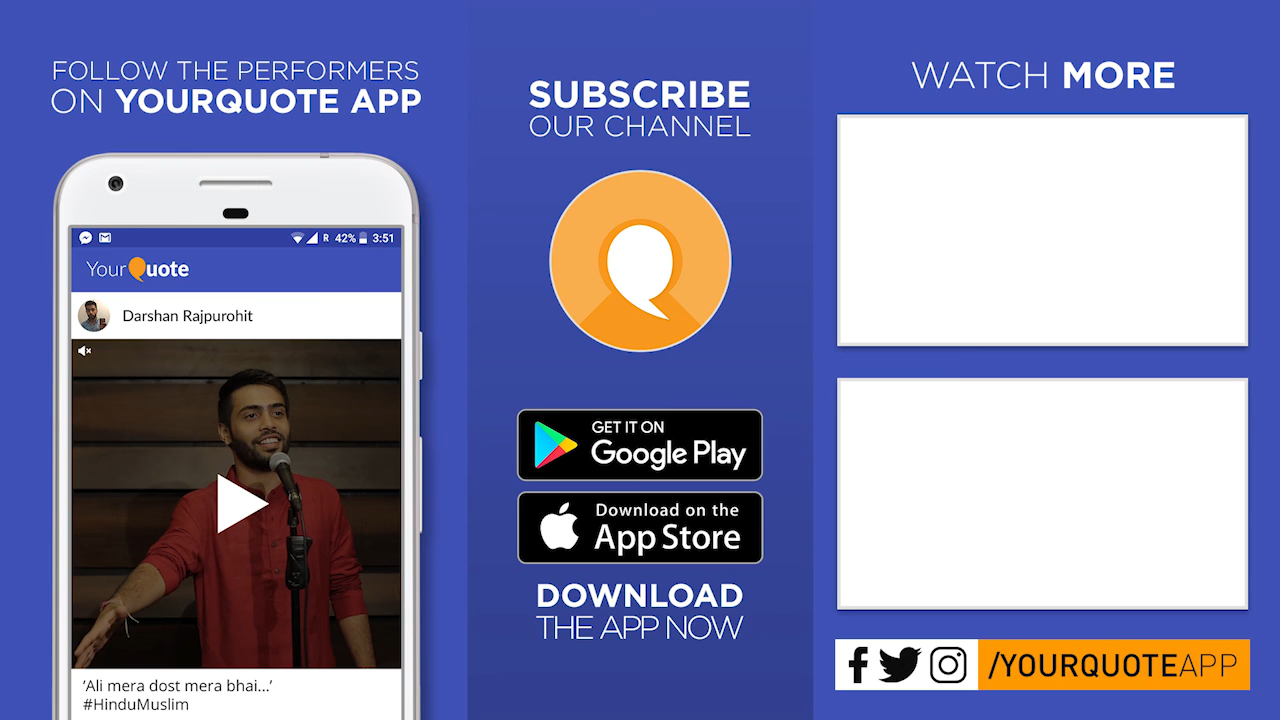 FOLLOW THE PERFORMERS
ON YOURQUOTE APP
R 42% 3:51
YourQuote
Darshan Rajpurohit
'Ali mera dost mera bhai...'
#HinduMuslim
SUBSCRIBE
OUR CHANNEL
GET IT ON
Google Play
Download on the
App Store
DOWNLOAD
THE APP NOW
WATCH MORE
/YOURQUOTEAPP